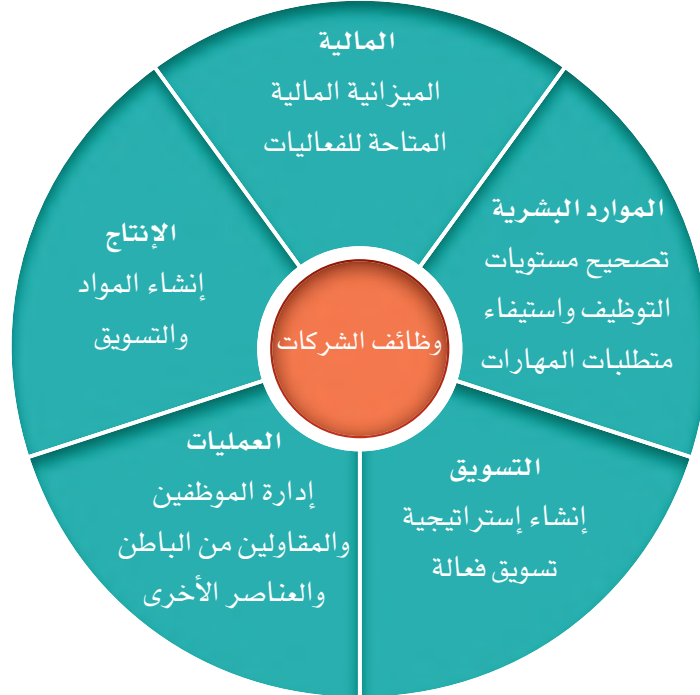 المالية
الميزانية المالية
المتاحة للفعاليات
الموارد البشرية
تصحيح مستويات
التوظيف واستيفاء
متطلبات المهارات
التسويق
إنشاء إستراتيجية
تسويق فعالة
العمليات
إدارة الموظفين
والمقاولين من الباطن
والعناصر الأخرى
الإنتاج
إنشاء المواد
والتسويق
وظائف الشركات